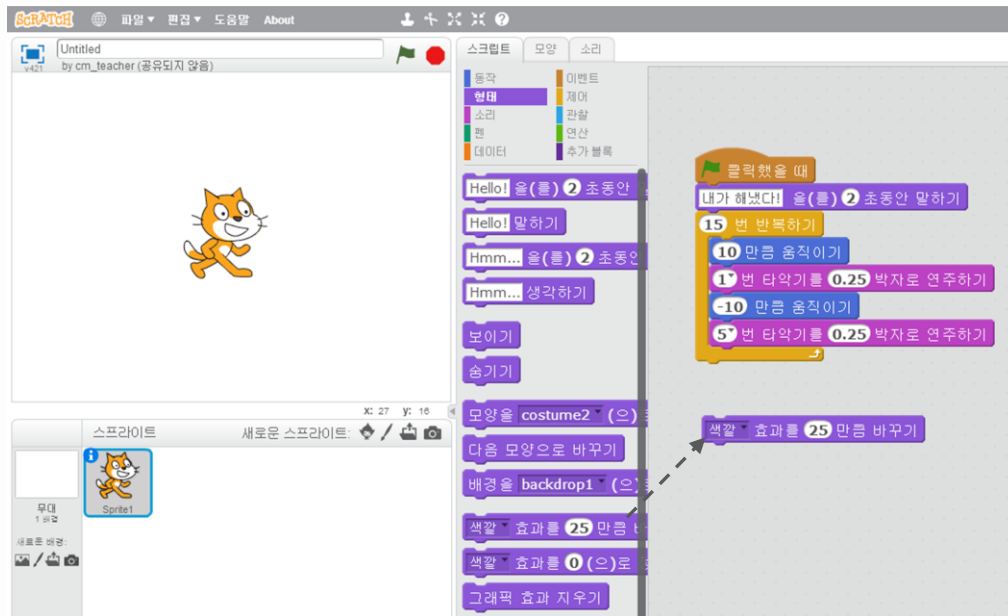 SCRATCH 파일▼ 편집▼ 도움말 About
Untitled
by cm_teacher (공유되지 않음)
v421
x: 27 y: 16
스프라이트 새로운 스프라이트:
무대
1 배경
새로운 배경:
Sprite1
스크립트 모양 소리
동작 이벤트
형태 제어
소리 관찰
펜 연산
데이터 추가 블록
Hello! 을(를) 2 초동안
Hello! 말하기
Hmm... 을(를) 2 초동안
Hmm... 생각하기
보이기
숨기기
모양을 costume2 (으)
다음 모양으로 바꾸기
배경을 backdrop1 (으)
색깔 효과를 25 만큼
색깔 효과를 0 (으)로
그래픽 효과 지우기
클릭했을 때
내가 해냈다! 을(를) 2 초동안 말하기
15 번 반복하기
10 만큼 움직이기
1 번 타악기를 0.25 박자로 연주하기
-10 만큼 움직이기
5 번 타악기를 0.25 박자로 연주하기
색깔 효과를 25 만큼 바꾸기